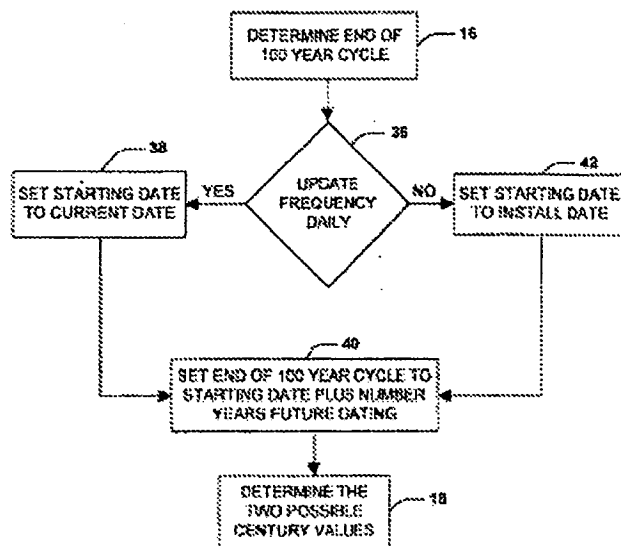 DETERMINE END OF
100 YEAR CYCLE
16
36
38
42
UPDATE
FREQUENCY
DAILY
YES
NO
SET STARTING DATE
TO CURRENT DATE
SET STARTING DATE
TO INSTALL DATE
40
SET END OF 100 YEAR CYCLE TO
STARTING DATE PLUS NUMBER
YEARS FUTURE DATING
DETERMINE THE
TWO POSSIBLE
CENTURY VALUES
18